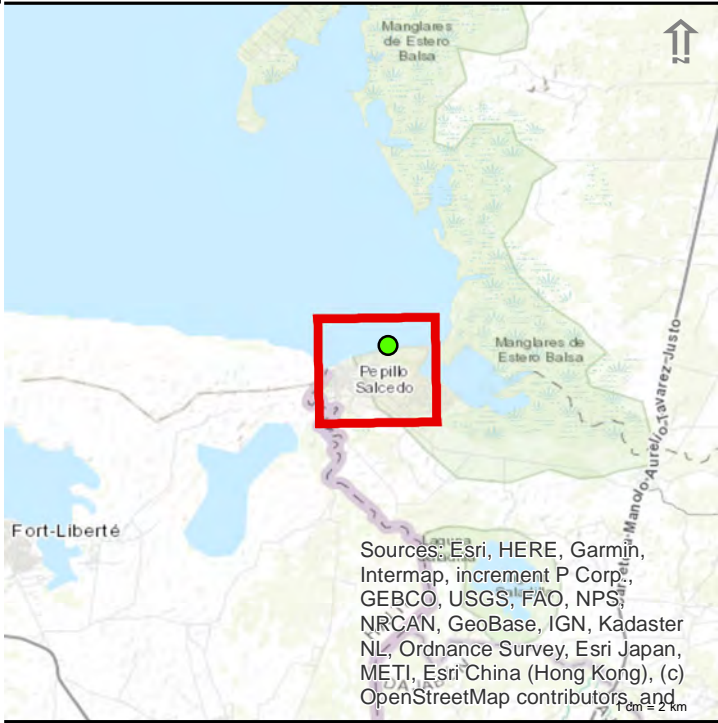 Manglares
de Estero
Balsa
N
Manglares de
Estero Balsa
Pepillo
Salcedo
Fort-Liberté
Laguna
Carretera Manolo-Aurelio-Tavarez-Justo
Sources: Esri, HERE, Garmin,
Intermap, increment P Corp.,
GEBCO, USGS, FAO, NPS,
NRCAN, GeoBase, IGN, Kadaster
NL, Ordnance Survey, Esri Japan,
METI, Esri China (Hong Kong), (c)
OpenStreetMap contributors, and
1 cm = 2 km